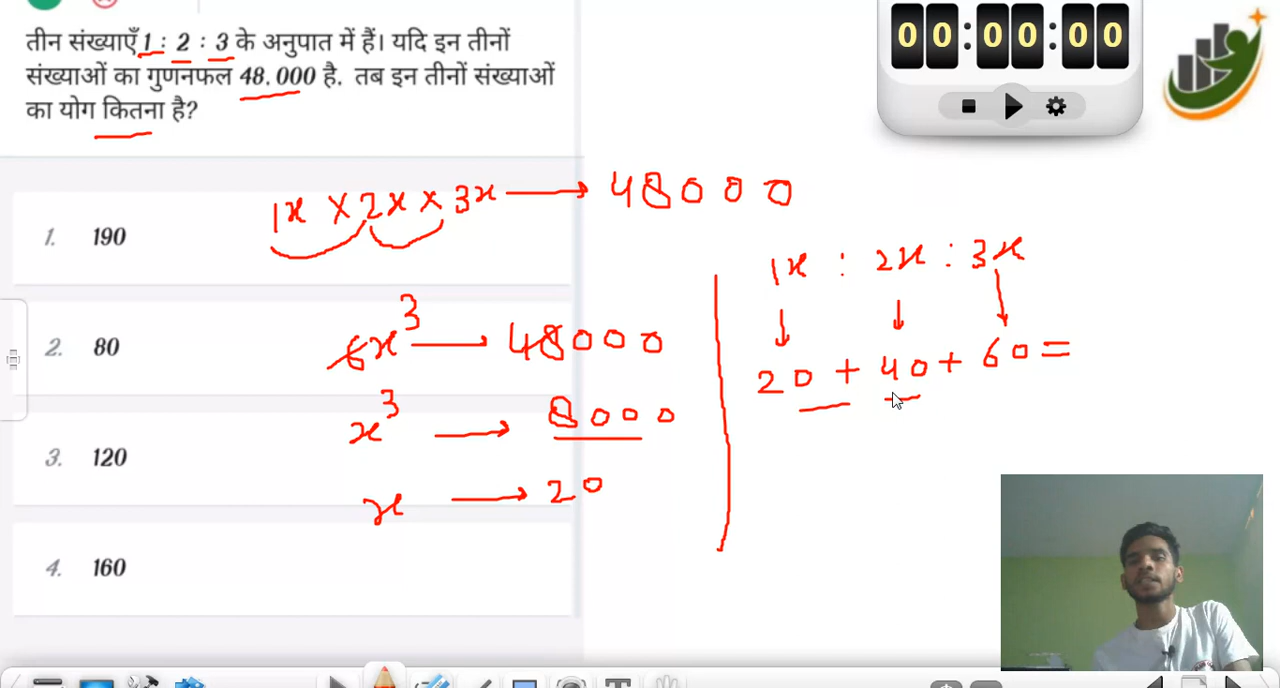 तीन संख्याएँ 1 : 2 : 3 के अनुपात में हैं। यदि इन तीनों
संख्याओं का गुणनफल 48.000 है. तब इन तीनों संख्याओं
का योग कितना है?
00:00:00
1. 190
2. 80
3. 120
4. 160
1x × 2x × 3x → 48000
6x³ → 48000
x³ → 8000
x → 20
1x : 2x : 3x
20 + 40 + 60 =